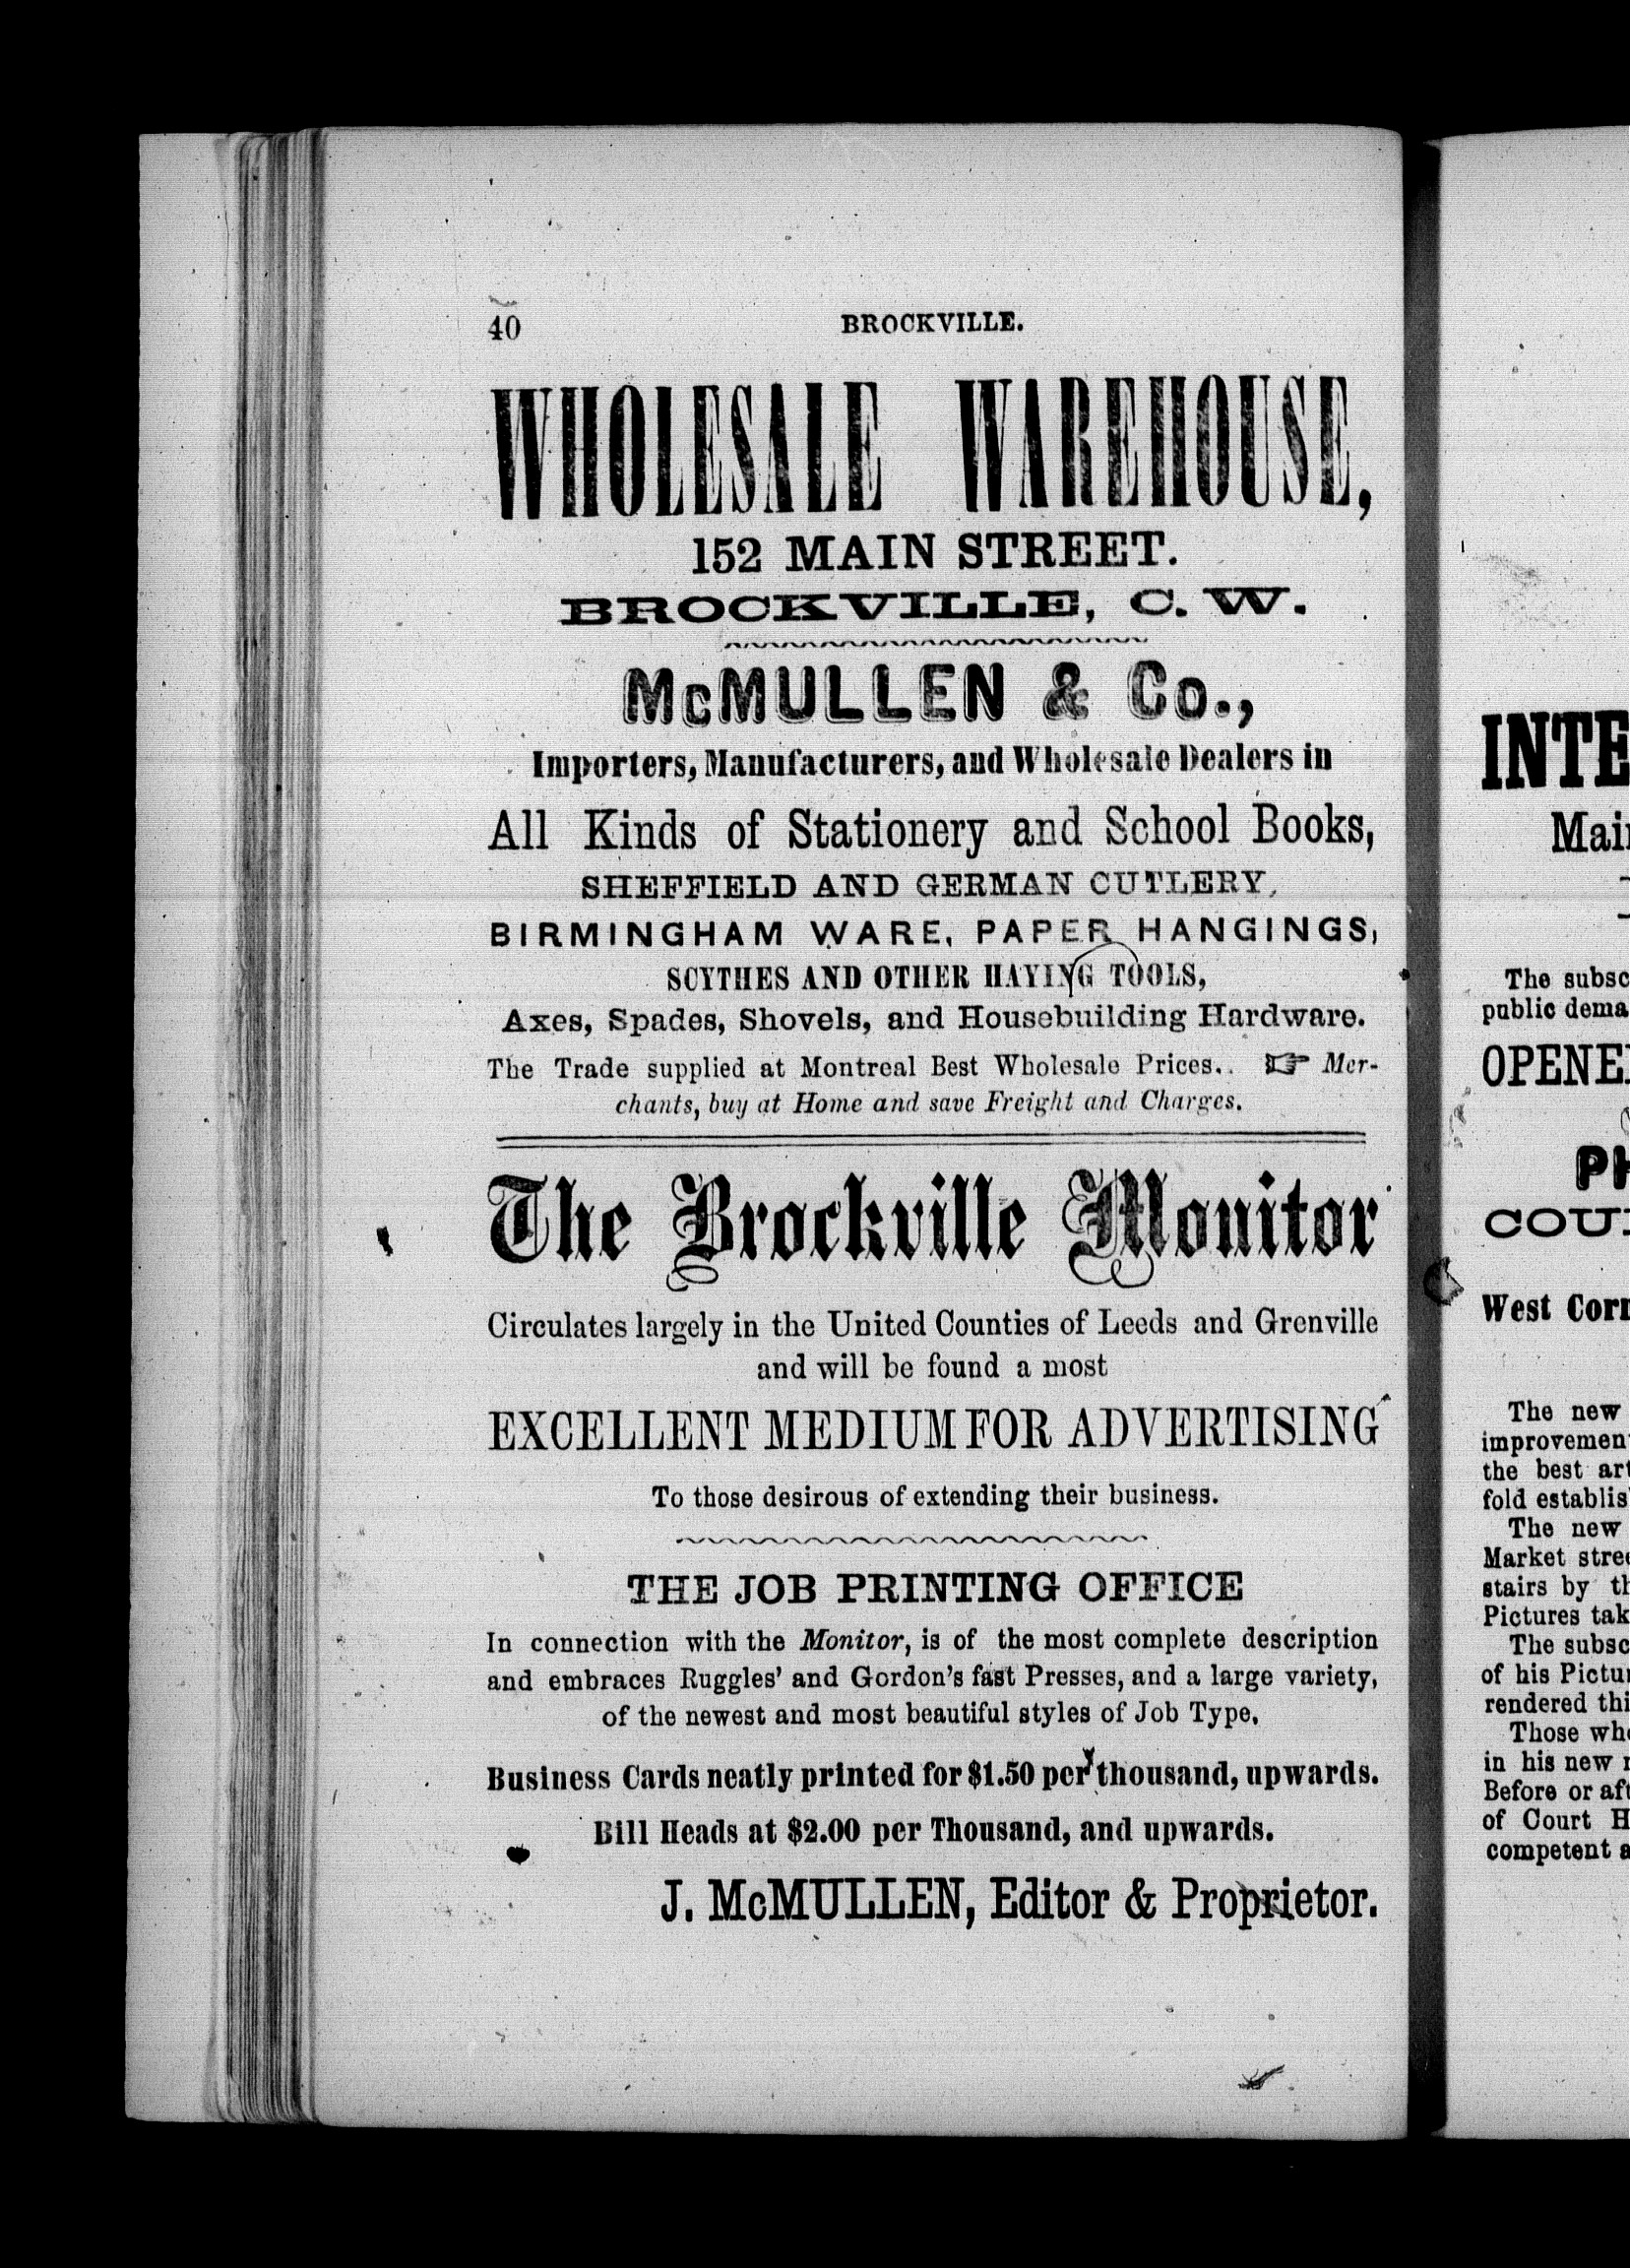 40
BROCKVILLE.
WHOLESALE WAREHOUSE,
152 MAIN STREET.
BROCKVILLE, C. W.
McMULLEN & Co.,
Importers, Manufacturers, and Wholesale Dealers in
All Kinds of Stationery and School Books,
SHEFFIELD AND GERMAN CUTLERY,
BIRMINGHAM WARE, PAPER HANGINGS,
SCYTHES AND OTHER HAYING TOOLS,
Axes, Spades, Shovels, and Housebuilding Hardware.
The Trade supplied at Montreal Best Wholesale Prices.. ☞ Mer-
chants, buy at Home and save Freight and Charges.
The Brockville Monitor
Circulates largely in the United Counties of Leeds and Grenville
and will be found a most
EXCELLENT MEDIUM FOR ADVERTISING
To those desirous of extending their business.
THE JOB PRINTING OFFICE
In connection with the Monitor, is of the most complete description
and embraces Ruggles' and Gordon's fast Presses, and a large variety,
of the newest and most beautiful styles of Job Type.
Business Cards neatly printed for $1.50 per thousand, upwards.
Bill Heads at $2.00 per Thousand, and upwards.
J. McMULLEN, Editor & Proprietor.
INTE
Mai
The subsc
public dema
OPENE
PH
COU
West Cor
The new
improvemen
the best art
fold establis
The new
Market stre
stairs by th
Pictures tak
The subsc
of his Pictu
rendered thi
Those who
in his new
Before or aft
of Court H
competent a